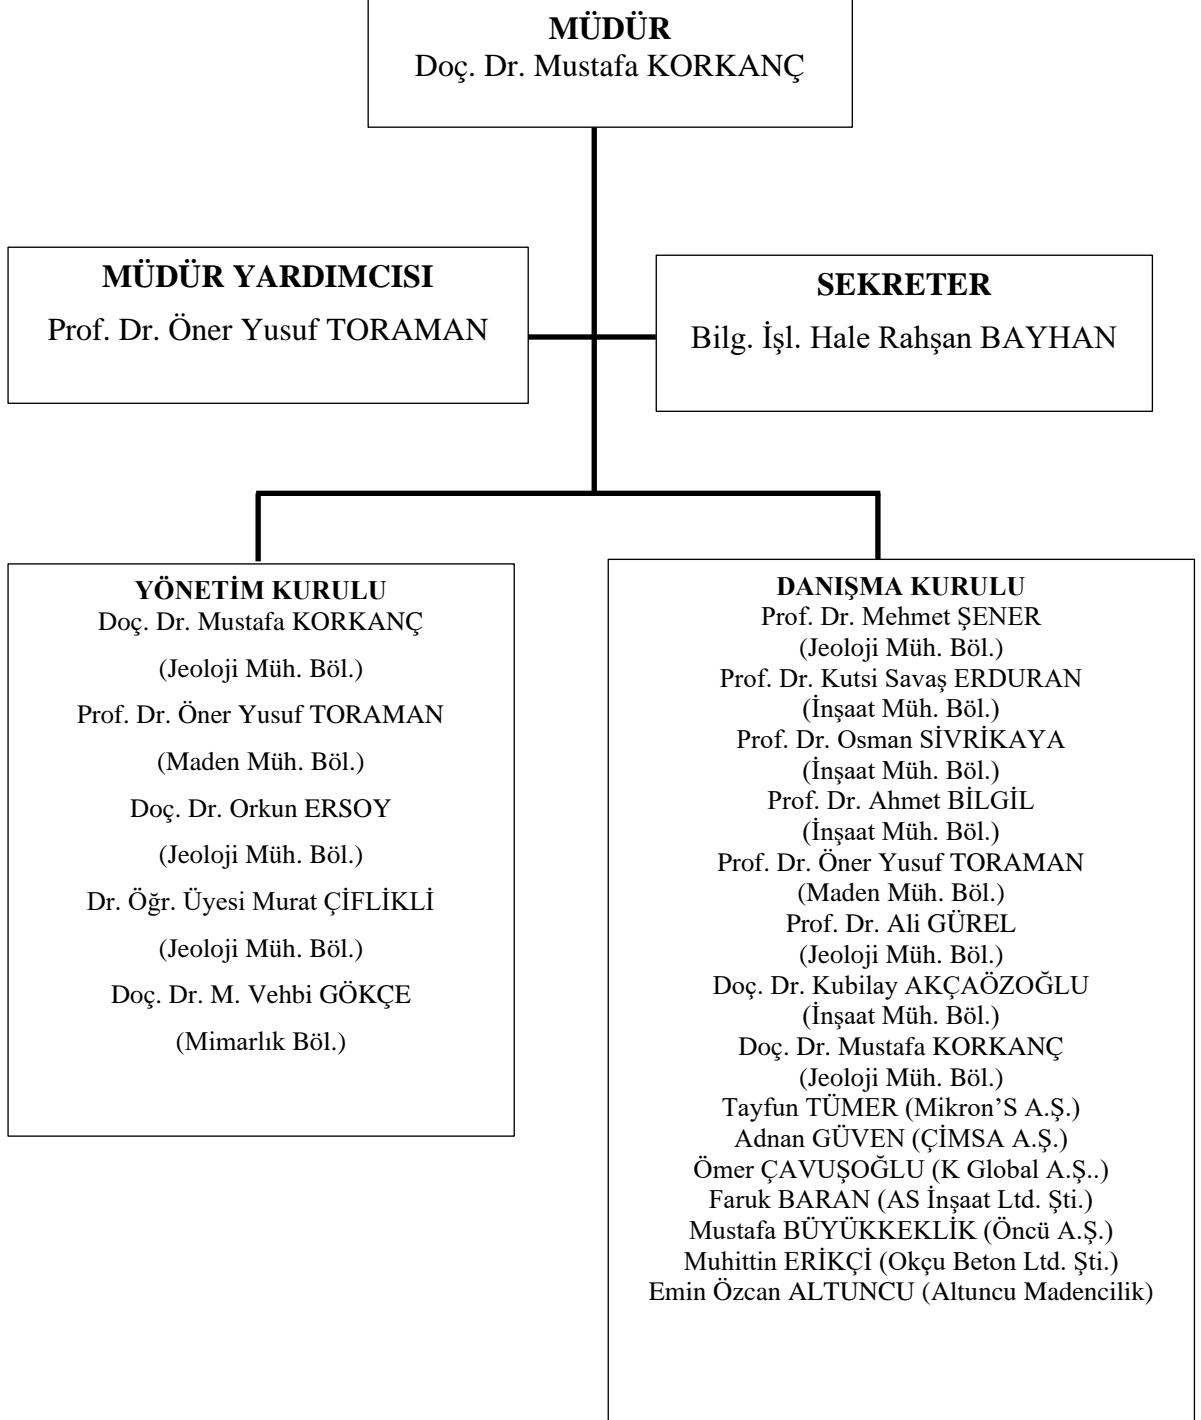 MÜDÜR
Doç. Dr. Mustafa KORKANÇ
MÜDÜR YARDIMCISI
Prof. Dr. Öner Yusuf TORAMAN
SEKRETER
Bilg. İşl. Hale Rahşan BAYHAN
YÖNETİM KURULU
Doç. Dr. Mustafa KORKANÇ
(Jeoloji Müh. Böl.)
Prof. Dr. Öner Yusuf TORAMAN
(Maden Müh. Böl.)
Doç. Dr. Orkun ERSOY
(Jeoloji Müh. Böl.)
Dr. Öğr. Üyesi Murat ÇİFLİKLİ
(Jeoloji Müh. Böl.)
Doç. Dr. M. Vehbi GÖKÇE
(Mimarlık Böl.)
DANIŞMA KURULU
Prof. Dr. Mehmet ŞENER
(Jeoloji Müh. Böl.)
Prof. Dr. Kutsi Savaş ERDURAN
(İnşaat Müh. Böl.)
Prof. Dr. Osman SİVRİKAYA
(İnşaat Müh. Böl.)
Prof. Dr. Ahmet BİLGİL
(İnşaat Müh. Böl.)
Prof. Dr. Öner Yusuf TORAMAN
(Maden Müh. Böl.)
Prof. Dr. Ali GÜREL
(Jeoloji Müh. Böl.)
Doç. Dr. Kubilay AKÇAÖZOĞLU
(İnşaat Müh. Böl.)
Doç. Dr. Mustafa KORKANÇ
(Jeoloji Müh. Böl.)
Tayfun TÜMER (Mikron’S A.Ş.)
Adnan GÜVEN (ÇİMSA A.Ş.)
Ömer ÇAVUŞOĞLU (K Global A.Ş..)
Faruk BARAN (AS İnşaat Ltd. Şti.)
Mustafa BÜYÜKKEKLİK (Öncü A.Ş.)
Muhittin ERİKÇİ (Okçu Beton Ltd. Şti.)
Emin Özcan ALTUNCU (Altuncu Madencilik)